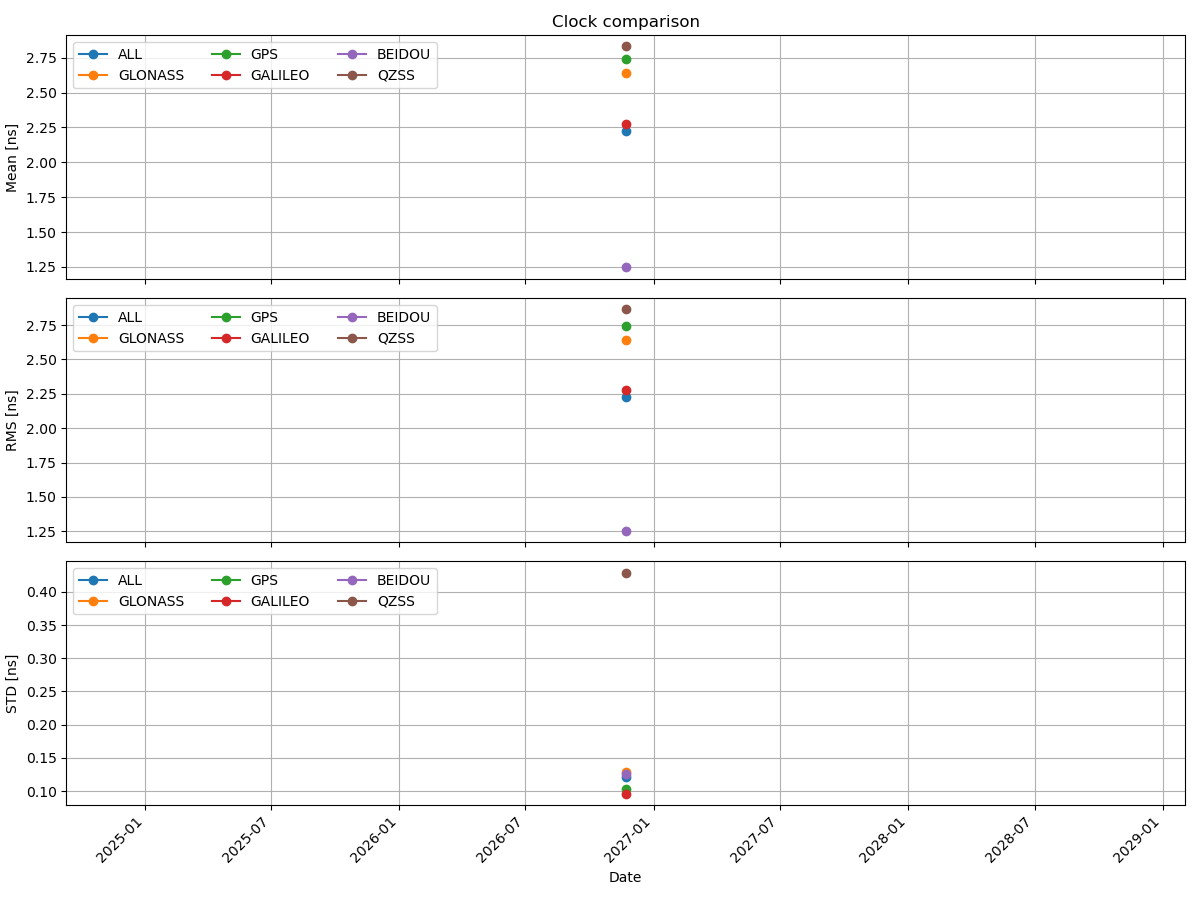 Clock comparison
ALL GPS BEIDOU
GLONASS GALILEO QZSS
Mean [ns]
2.75
2.50
2.25
2.00
1.75
1.50
1.25
ALL GPS BEIDOU
GLONASS GALILEO QZSS
RMS [ns]
2.75
2.50
2.25
2.00
1.75
1.50
1.25
ALL GPS BEIDOU
GLONASS GALILEO QZSS
STD [ns]
0.40
0.35
0.30
0.25
0.20
0.15
0.10
2025-01 2025-07 2026-01 2026-07 2027-01 2027-07 2028-01 2028-07 2029-01
Date